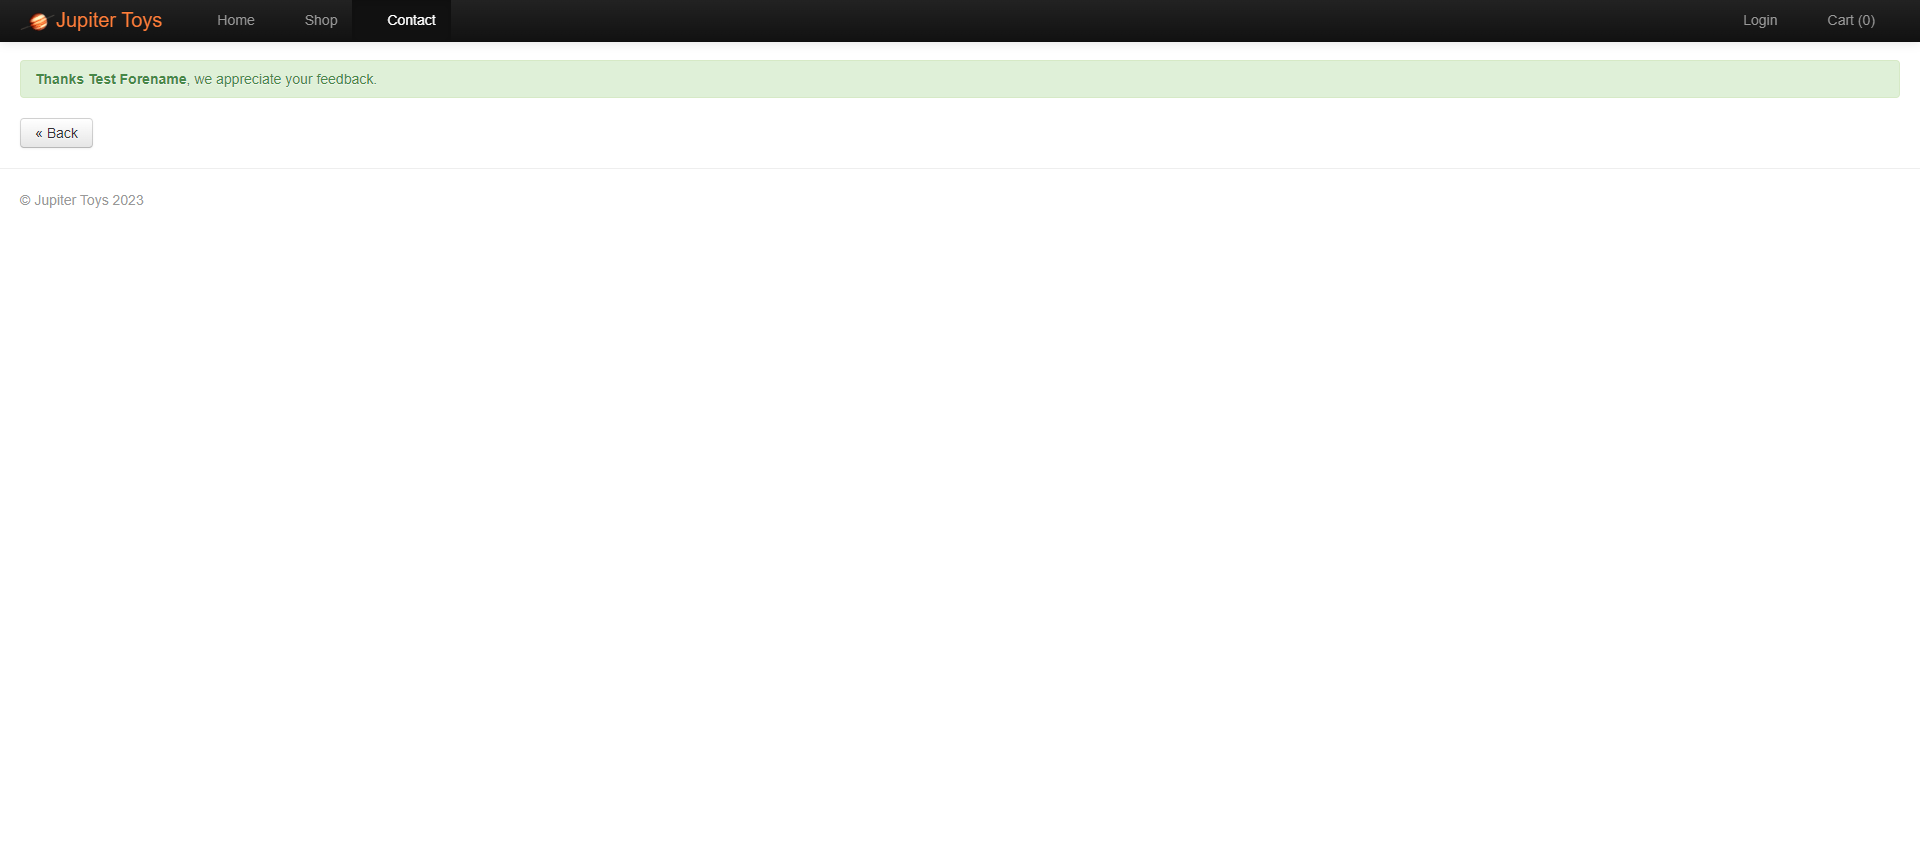 Jupiter Toys Home Shop Contact Login Cart (0)
Thanks Test Forename, we appreciate your feedback.
« Back
© Jupiter Toys 2023